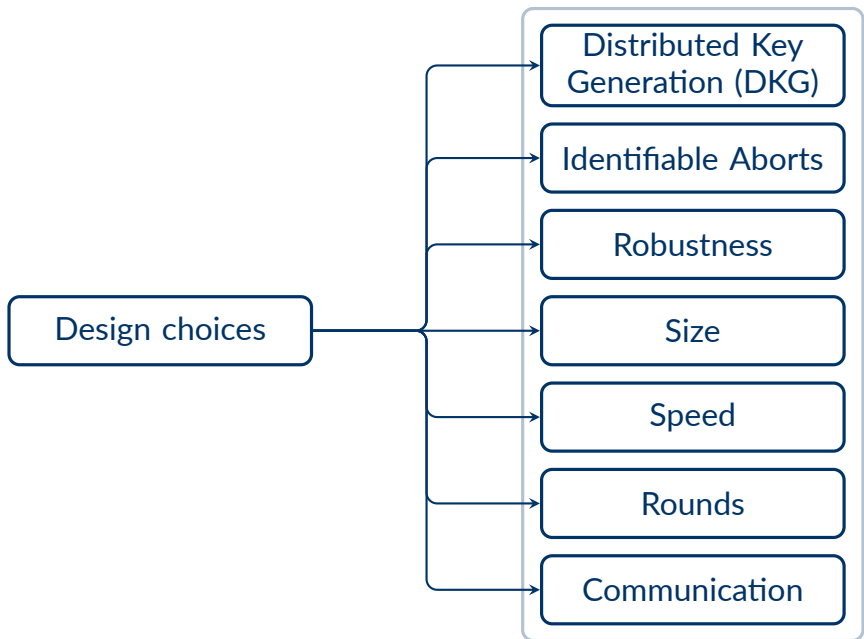 Design choices
Distributed Key
Generation (DKG)
Identifiable Aborts
Robustness
Size
Speed
Rounds
Communication